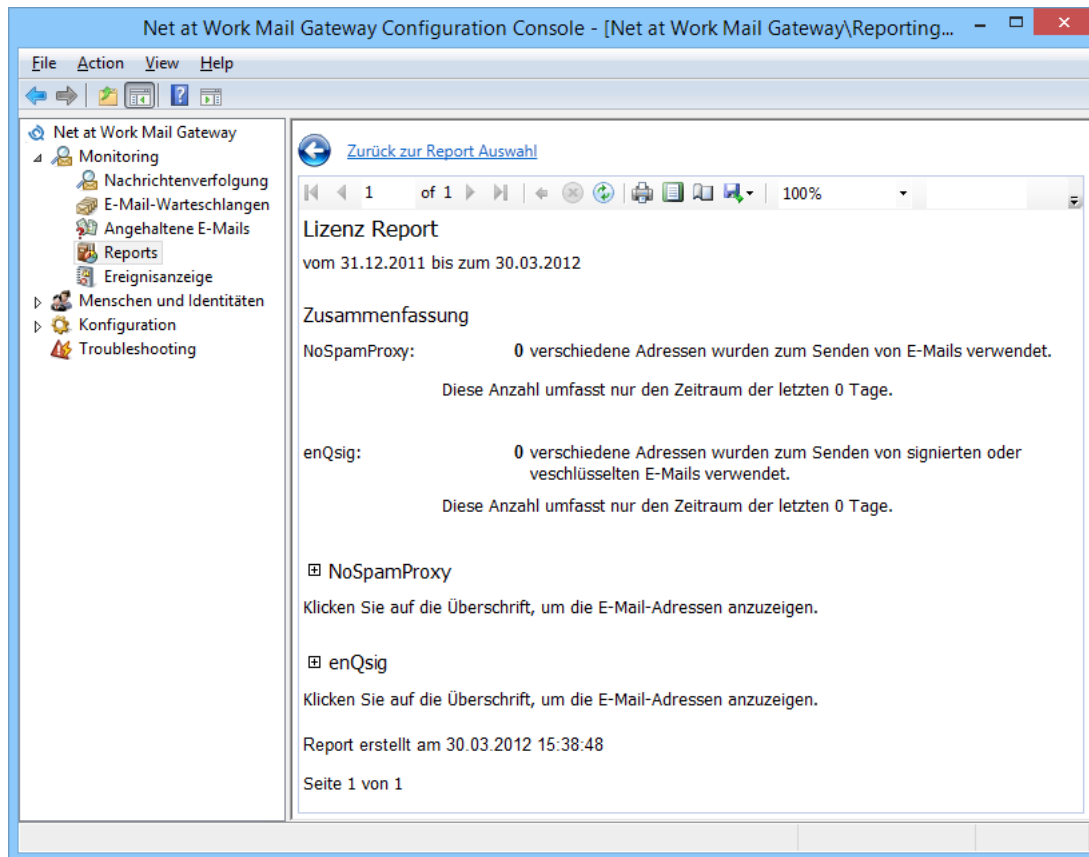 Net at Work Mail Gateway Configuration Console - [Net at Work Mail Gateway\Reporting...
File Action View Help
Net at Work Mail Gateway
Monitoring
Nachrichtenverfolgung
E-Mail-Warteschlangen
Angehaltene E-Mails
Reports
Ereignisanzeige
Menschen und Identitäten
Konfiguration
Troubleshooting
Zurück zur Report Auswahl
1 of 1 100%
Lizenz Report
vom 31.12.2011 bis zum 30.03.2012
Zusammenfassung
NoSpamProxy: 0 verschiedene Adressen wurden zum Senden von E-Mails verwendet.
Diese Anzahl umfasst nur den Zeitraum der letzten 0 Tage.
enQsig: 0 verschiedene Adressen wurden zum Senden von signierten oder
veschlüsselten E-Mails verwendet.
Diese Anzahl umfasst nur den Zeitraum der letzten 0 Tage.
NoSpamProxy
Klicken Sie auf die Überschrift, um die E-Mail-Adressen anzuzeigen.
enQsig
Klicken Sie auf die Überschrift, um die E-Mail-Adressen anzuzeigen.
Report erstellt am 30.03.2012 15:38:48
Seite 1 von 1